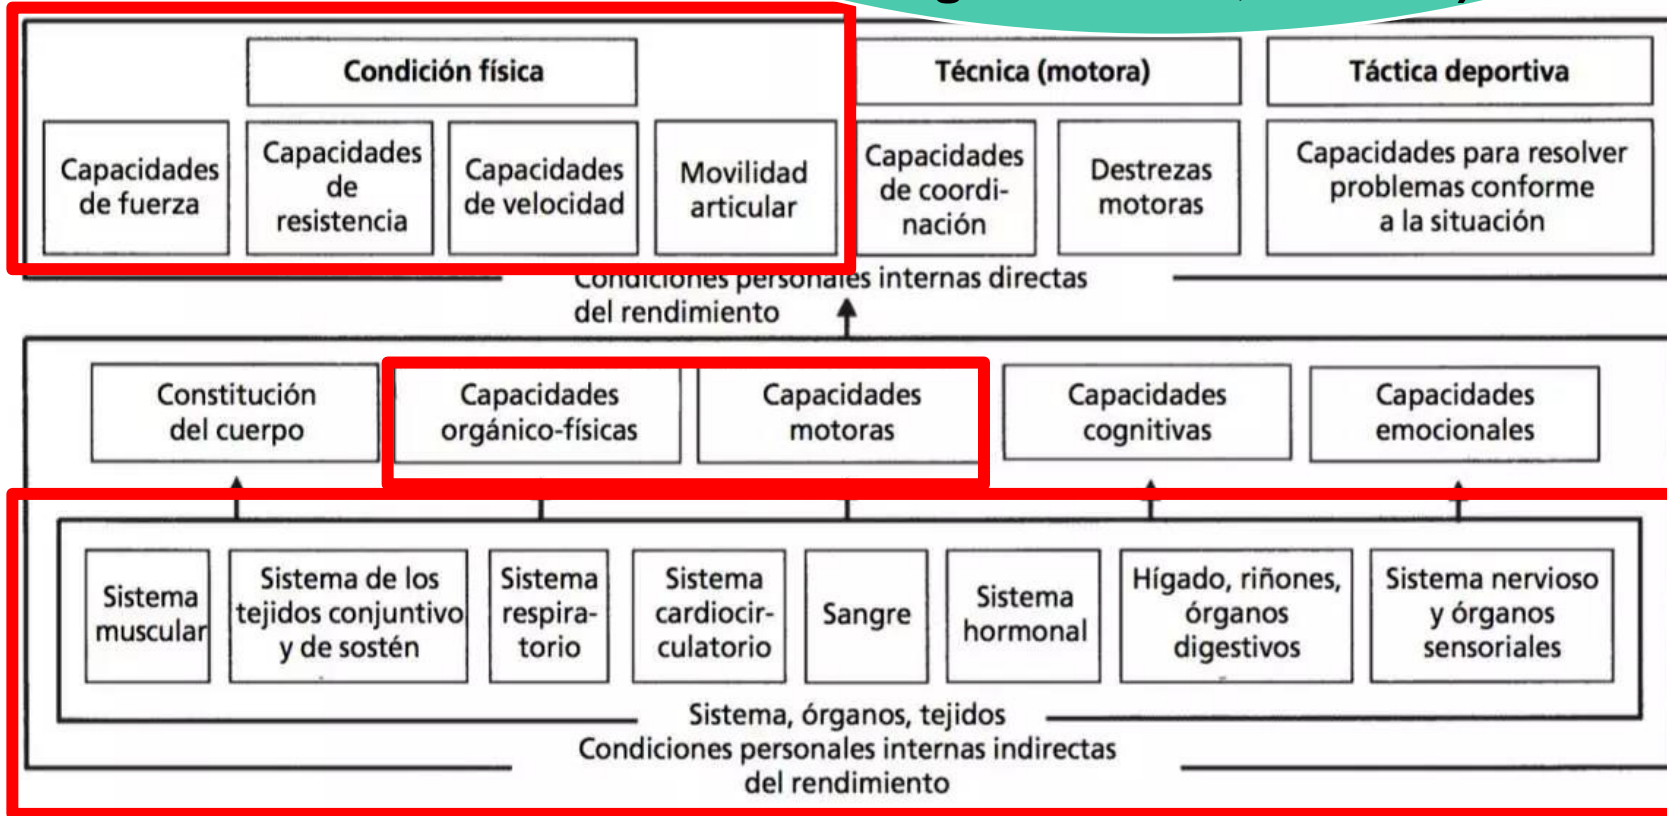 Condición física
Técnica (motora)
Táctica deportiva
Capacidades
de fuerza
Capacidades
de
resistencia
Capacidades
de velocidad
Movilidad
articular
Capacidades
de coordi-
nación
Destrezas
motoras
Capacidades para resolver
problemas conforme
a la situación
Condiciones personales internas directas
del rendimiento
Constitución
del cuerpo
Capacidades
orgánico-físicas
Capacidades
motoras
Capacidades
cognitivas
Capacidades
emocionales
Sistema
muscular
Sistema de los
tejidos conjuntivo
y de sostén
Sistema
respira-
torio
Sistema
cardiocir-
culatorio
Sangre
Sistema
hormonal
Hígado, riñones,
órganos
digestivos
Sistema nervioso
y órganos
sensoriales
Sistema, órganos, tejidos
Condiciones personales internas indirectas
del rendimiento